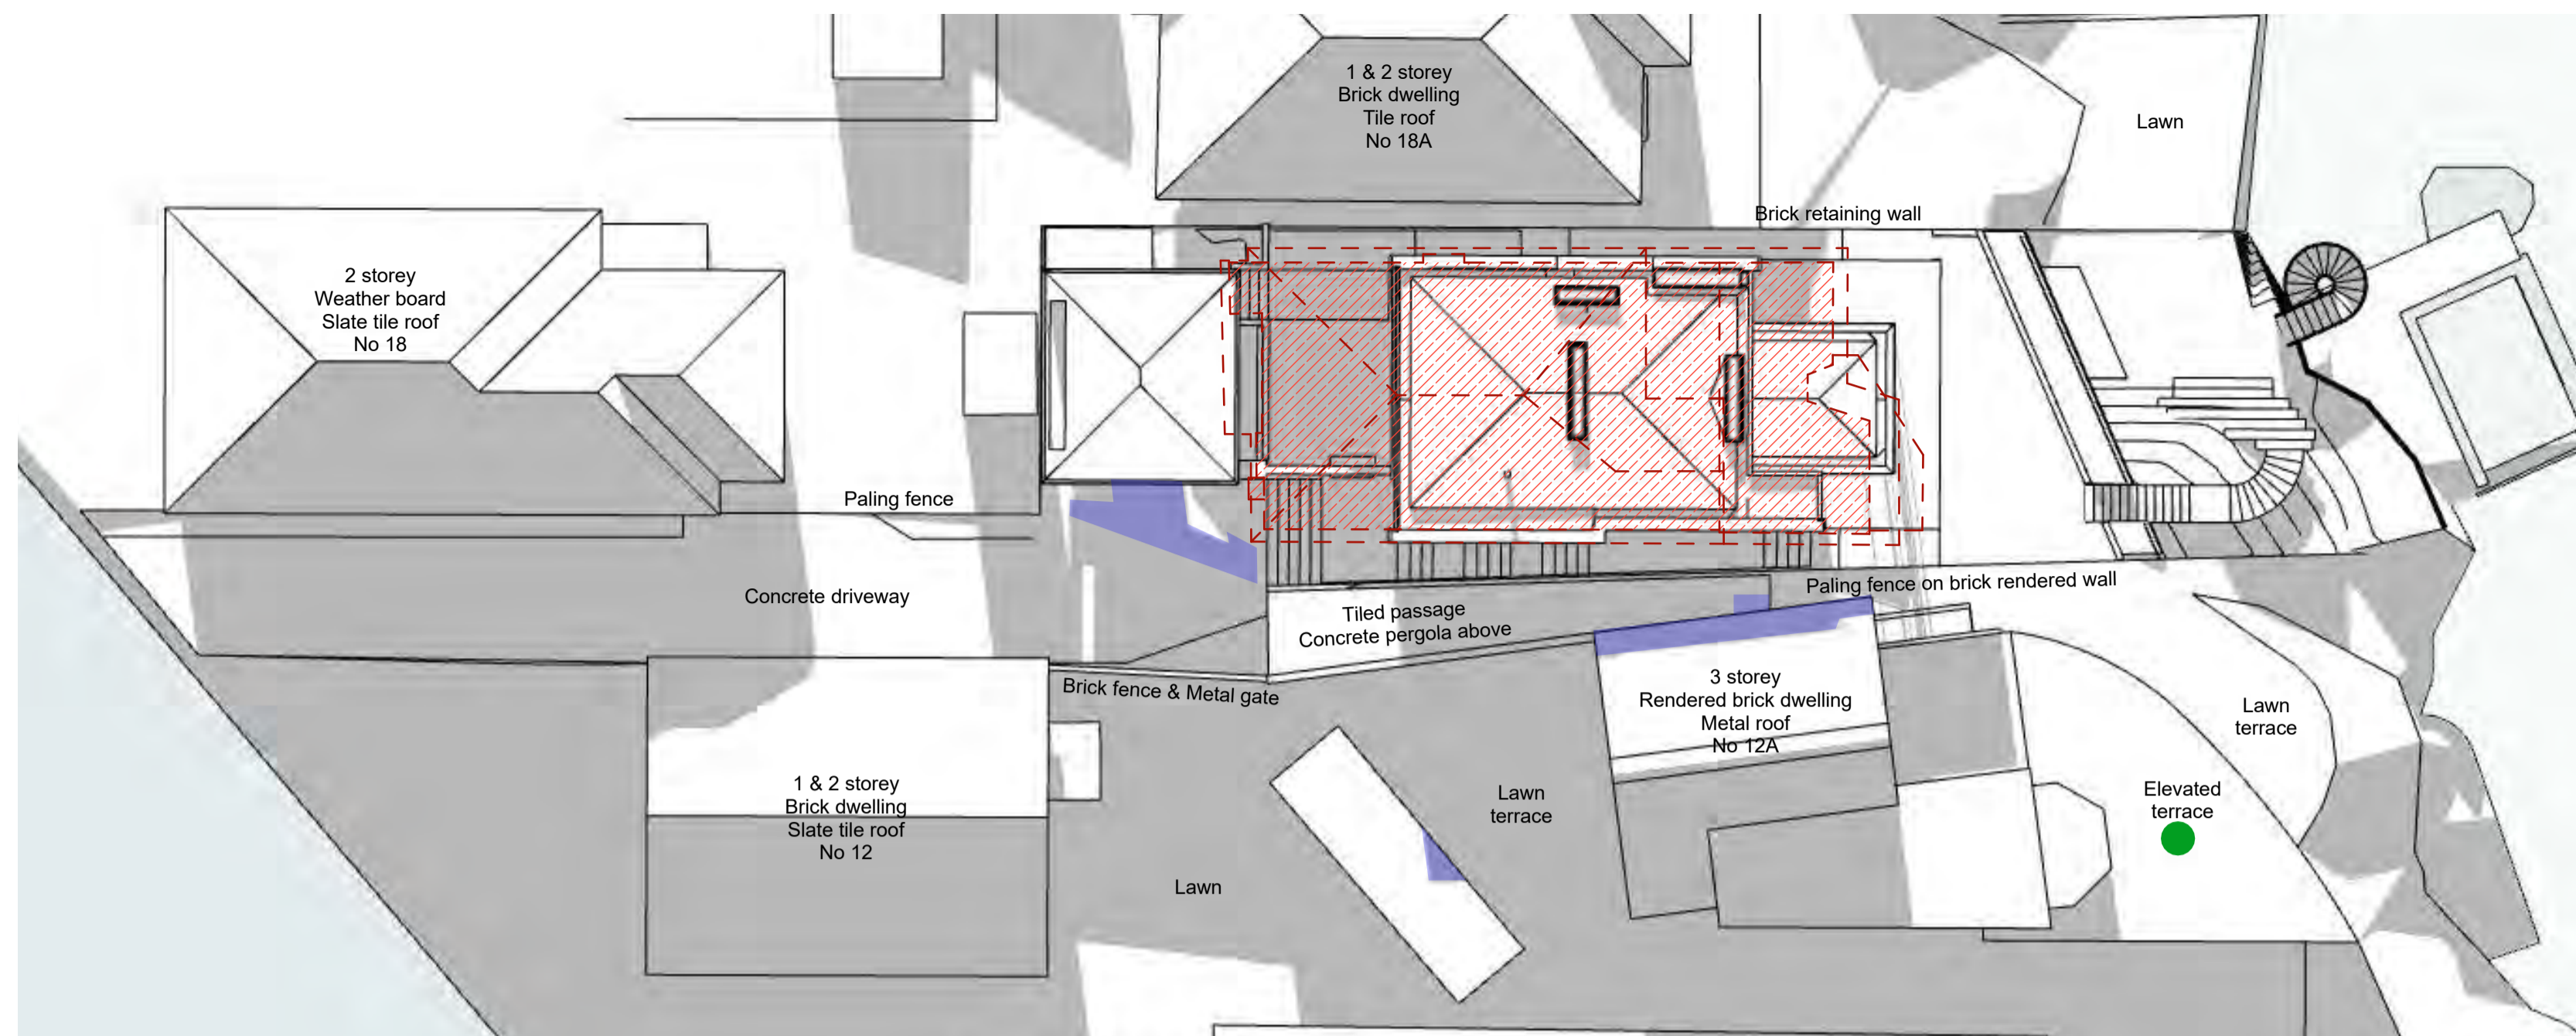 1 & 2 storey
Brick dwelling
Tile roof
No 18A
Lawn
Brick retaining wall
2 storey
Weather board
Slate tile roof
No 18
Paling fence
Concrete driveway
Tiled passage
Concrete pergola above
Paling fence on brick rendered wall
Brick fence & Metal gate
3 storey
Rendered brick dwelling
Metal roof
No 12A
Lawn
terrace
1 & 2 storey
Brick dwelling
Slate tile roof
No 12
Lawn
terrace
Elevated
terrace
Lawn